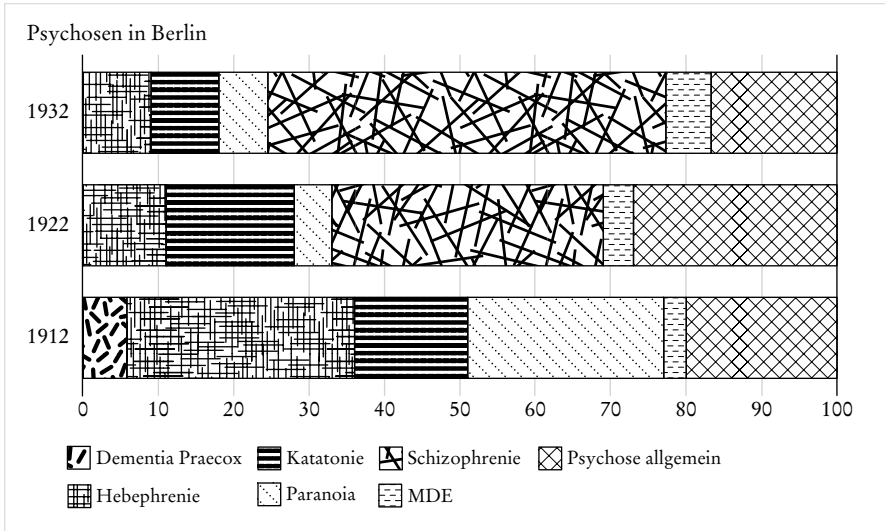 Psychosen in Berlin
1932
1922
1912
0 10 20 30 40 50 60 70 80 90 100
Dementia Praecox Katatonie Schizophrenie Psychose allgemein
Hebephrenie Paranoia MDE